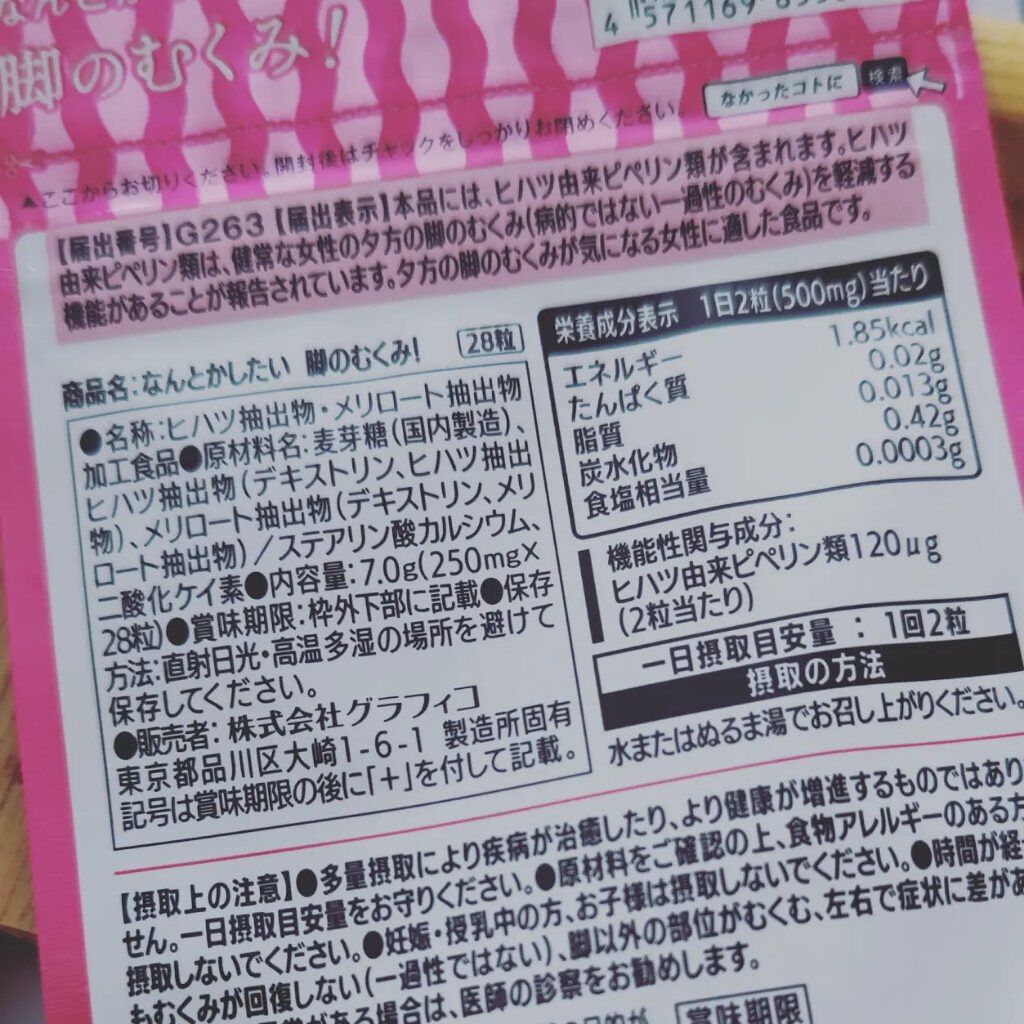 脚のむくみ!
4 571169
なかったコトに 検索
▲ここからお切りください。開封後はチャックをしっかりお閉めください。
【届出番号】G263【届出表示】本品には、ヒハツ由来ピペリン類が含まれます。ヒハツ
由来ピペリン類は、健常な女性の夕方の脚のむくみ(病的ではない一過性のむくみ)を軽減する
機能があることが報告されています。夕方の脚のむくみが気になる女性に適した食品です。
商品名:なんとかしたい 脚のむくみ! 28粒
●名称:ヒハツ抽出物・メリロート抽出物
加工食品●原材料名:麦芽糖(国内製造)、
ヒハツ抽出物(デキストリン、ヒハツ抽出
物)、メリロート抽出物(デキストリン、メリ
ロート抽出物)/ステアリン酸カルシウム、
二酸化ケイ素●内容量:7.0g(250mg×
28粒)●賞味期限:枠外下部に記載●保存
方法:直射日光・高温多湿の場所を避けて
保存してください。
●販売者:株式会社グラフィコ
東京都品川区大崎1-6-1 製造所固有
記号は賞味期限の後に「+」を付して記載。
栄養成分表示 1日2粒(500mg)当たり
エネルギー 1.85kcal
たんぱく質 0.02g
脂質 0.013g
炭水化物 0.42g
食塩相当量 0.0003g
機能性関与成分:
ヒハツ由来ピペリン類120μg
(2粒当たり)
一日摂取目安量 : 1回2粒
摂取の方法
水またはぬるま湯でお召し上がりください。
【摂取上の注意】●多量摂取により疾病が治癒したり、より健康が増進するものではあり
せん。一日摂取目安量をお守りください。●原材料をご確認の上、食物アレルギーのある方
摂取しないでください。●妊娠・授乳中の方、お子様は摂取しないでください。●時間が経
もむくみが回復しない(一過性ではない)、脚以外の部位がむくむ、左右で症状に差があ
がある場合は、医師の診察をお勧めします。
賞味期限